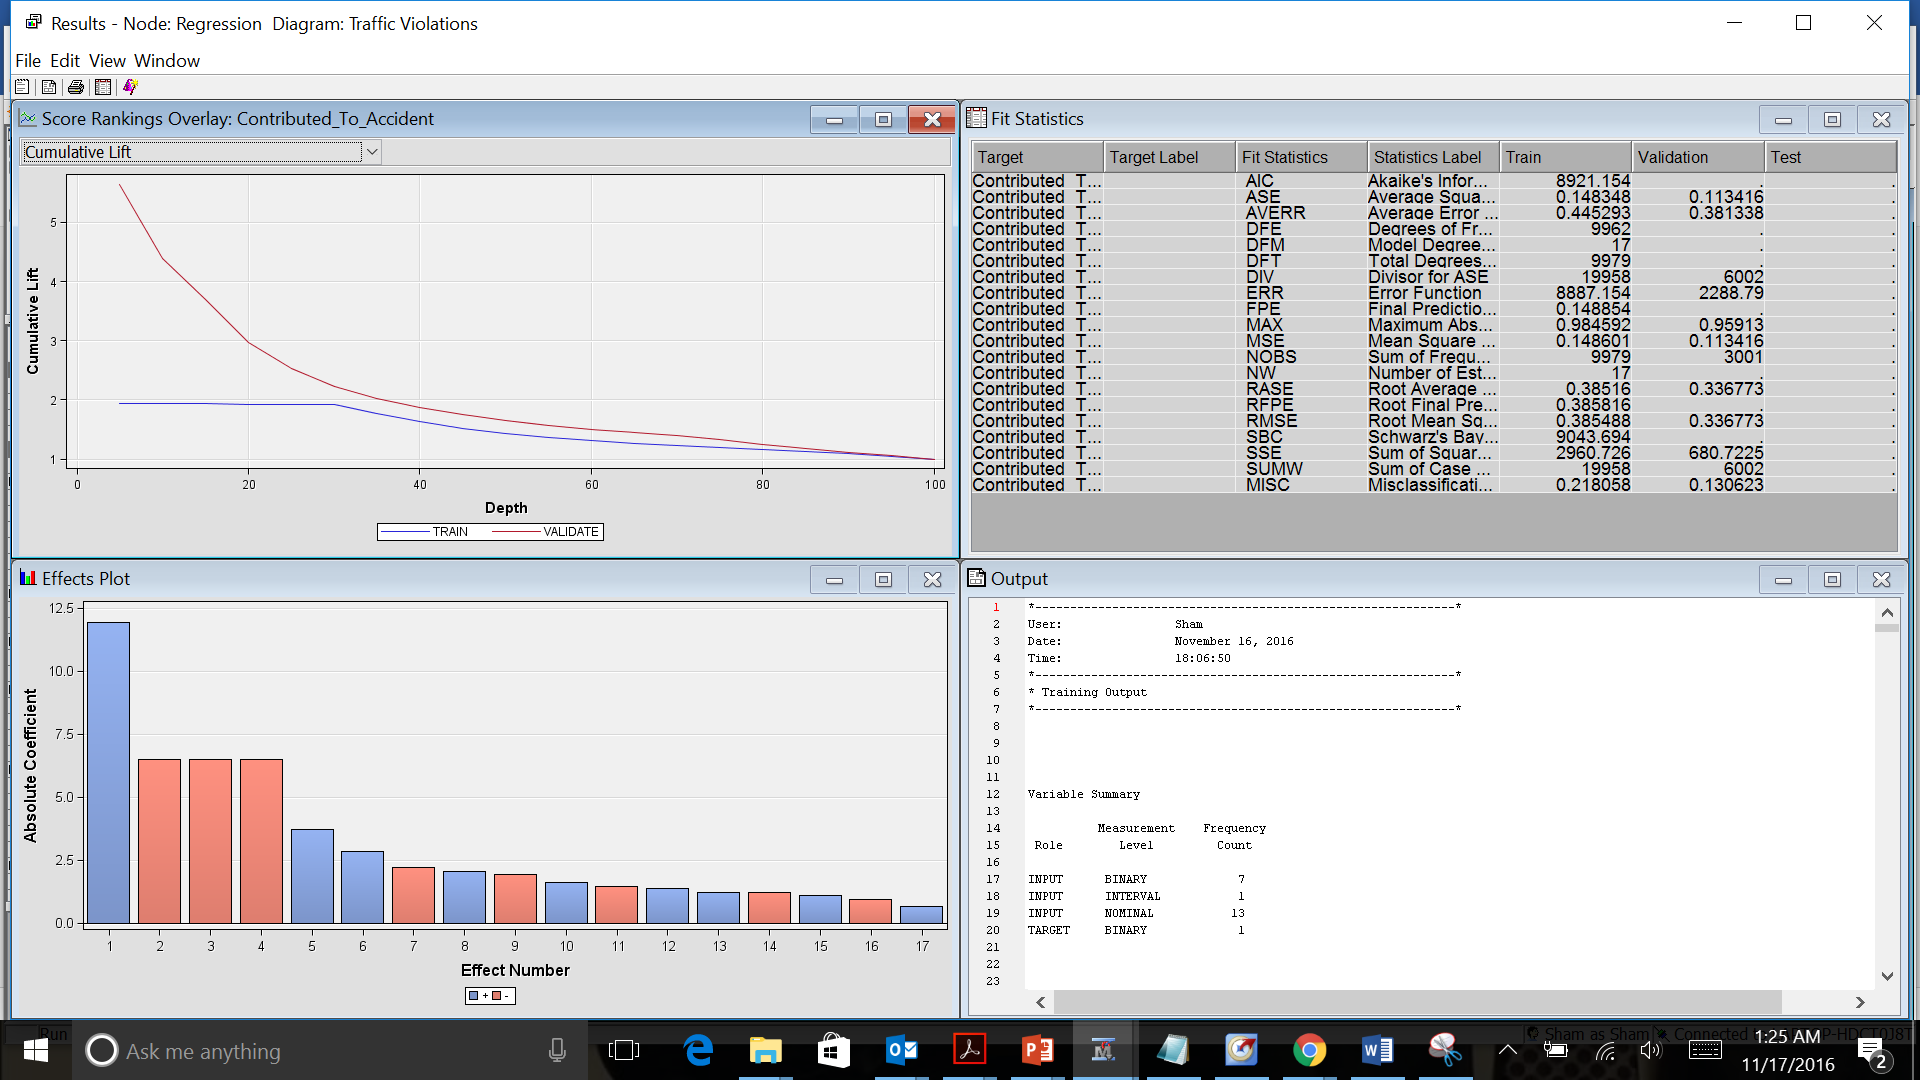 Results - Node: Regression Diagram: Traffic Violations
File Edit View Window
Score Rankings Overlay: Contributed_To_Accident
Cumulative Lift
Cumulative Lift
5
4
3
2
1
0 20 40 60 80 100
Depth
TRAIN VALIDATE
Fit Statistics
Target Target Label Fit Statistics Statistics Label Train Validation Test
Contributed T... AIC Akaike's Infor... 8921.154 . .
Contributed T... ASE Average Squa... 0.148348 0.113416 .
Contributed T... AVERR Average Error ... 0.445293 0.381338 .
Contributed T... DFE Degrees of Fr... 9962 . .
Contributed T... DFM Model Degree... 17 . .
Contributed T... DFT Total Degrees... 9979 . .
Contributed T... DIV Divisor for ASE 19958 6002 .
Contributed T... ERR Error Function 8887.154 2288.79 .
Contributed T... FPE Final Predictio... 0.148854 . .
Contributed T... MAX Maximum Abs... 0.984592 0.95913 .
Contributed T... MSE Mean Square ... 0.148601 0.113416 .
Contributed T... NOBS Sum of Frequ... 9979 3001 .
Contributed T... NW Number of Est... 17 . .
Contributed T... RASE Root Average ... 0.38516 0.336773 .
Contributed T... RFPE Root Final Pre... 0.385816 . .
Contributed T... RMSE Root Mean Sq... 0.385488 0.336773 .
Contributed T... SBC Schwarz's Bay... 9043.694 . .
Contributed T... SSE Sum of Squar... 2960.726 680.7225 .
Contributed T... SUMW Sum of Case ... 19958 6002 .
Contributed T... MISC Misclassificati... 0.218058 0.130623 .
Effects Plot
Absolute Coefficient
12.5
10.0
7.5
5.0
2.5
0.0
1 2 3 4 5 6 7 8 9 10 11 12 13 14 15 16 17
Effect Number
+ -
Output
1 *------------------------------------------------------------*
2 User: Sham
3 Date: November 16, 2016
4 Time: 18:06:50
5 *------------------------------------------------------------*
6 * Training Output
7 *------------------------------------------------------------*
8
9
10
11
12 Variable Summary
13
14 Measurement Frequency
15 Role Level Count
16
17 INPUT BINARY 7
18 INPUT INTERVAL 1
19 INPUT NOMINAL 13
20 TARGET BINARY 1
21
22
23
Run
Sham as Sham Connected
Ask me anything
1:25 AM
11/17/2016
2